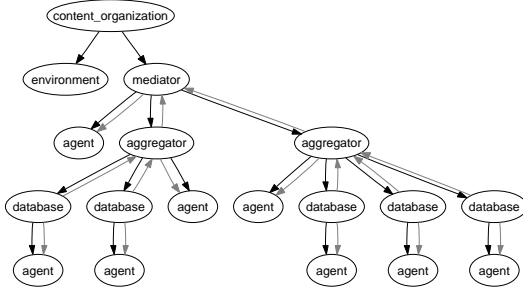 content_organization
environment mediator
agent aggregator aggregator
database database agent agent database database database
agent agent agent agent agent